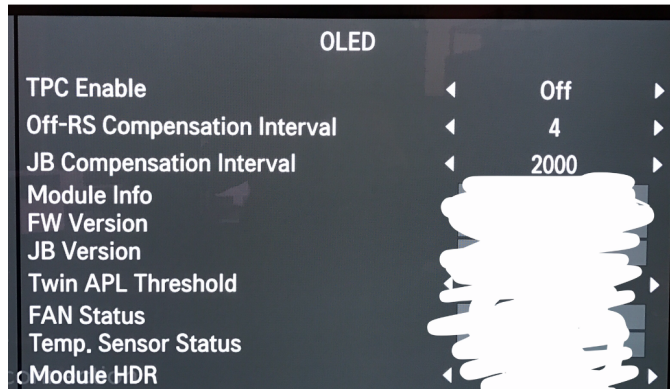 OLED
TPC Enable Off
Off-RS Compensation Interval 4
JB Compensation Interval 2000
Module Info
FW Version
JB Version
Twin APL Threshold
FAN Status
Temp. Sensor Status
Module HDR